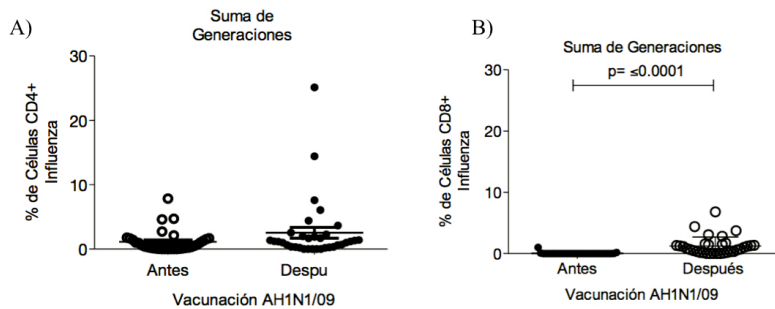 A)
Suma de
Generaciones
% de Células CD4+
Influenza
30
20
10
0
Antes
Despu
Vacunación AH1N1/09
B)
Suma de Generaciones
p= ≤0.0001
% de Células CD8+
Influenza
30
20
10
0
Antes
Después
Vacunación AH1N1/09